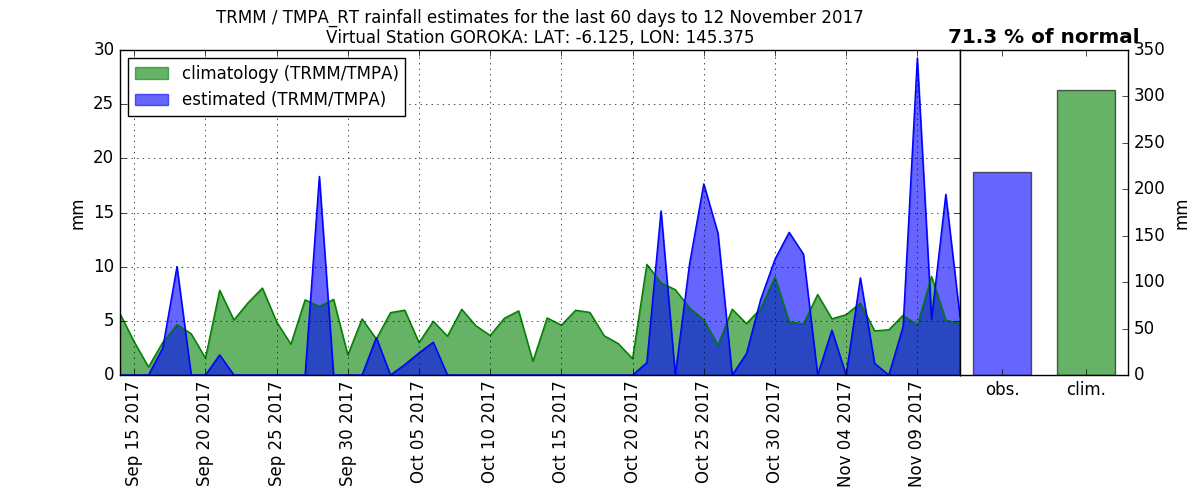 TRMM / TMPA_RT rainfall estimates for the last 60 days to 12 November 2017
Virtual Station GOROKA: LAT: -6.125, LON: 145.375
71.3 % of normal
climatology (TRMM/TMPA)
estimated (TRMM/TMPA)
30
25
20
15
10
5
0
mm
Sep 15 2017
Sep 20 2017
Sep 25 2017
Sep 30 2017
Oct 05 2017
Oct 10 2017
Oct 15 2017
Oct 20 2017
Oct 25 2017
Oct 30 2017
Nov 04 2017
Nov 09 2017
obs.
clim.
350
300
250
200
150
100
50
0
mm